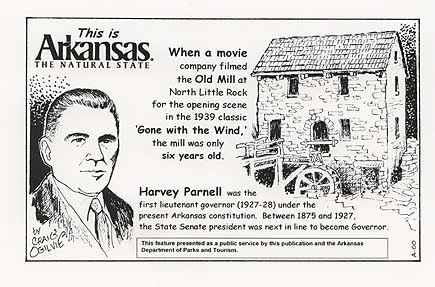 This is
Arkansas.
THE NATURAL STATE
When a movie
company filmed
the Old Mill at
North Little Rock
for the opening scene
in the 1939 classic
'Gone with the Wind,'
the mill was only
six years old.
Harvey Parnell was the
first lieutenant governor (1927-28) under the
present Arkansas constitution. Between 1875 and 1927,
the State Senate president was next in line to become Governor.
by
CRAIG
OGILVIE
This feature presented as a public service by this publication and the Arkansas
Department of Parks and Tourism.
A-00